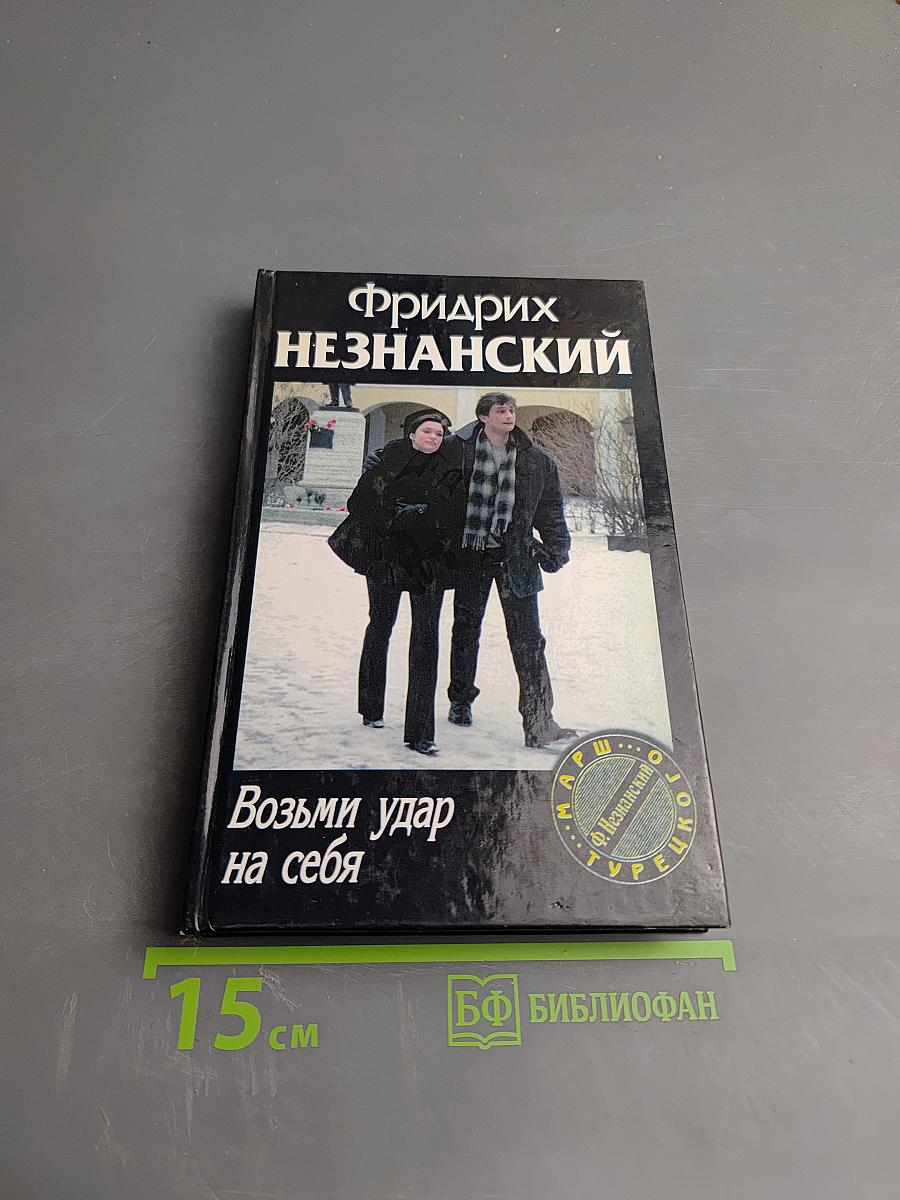 Фридрих
НЕЗНАНСКИЙ
Возьми удар
на себя
МАРШ...
ТУРЕЦКОГО...
Ф. Незнанский
15 см
БФ БИБЛИОФАН